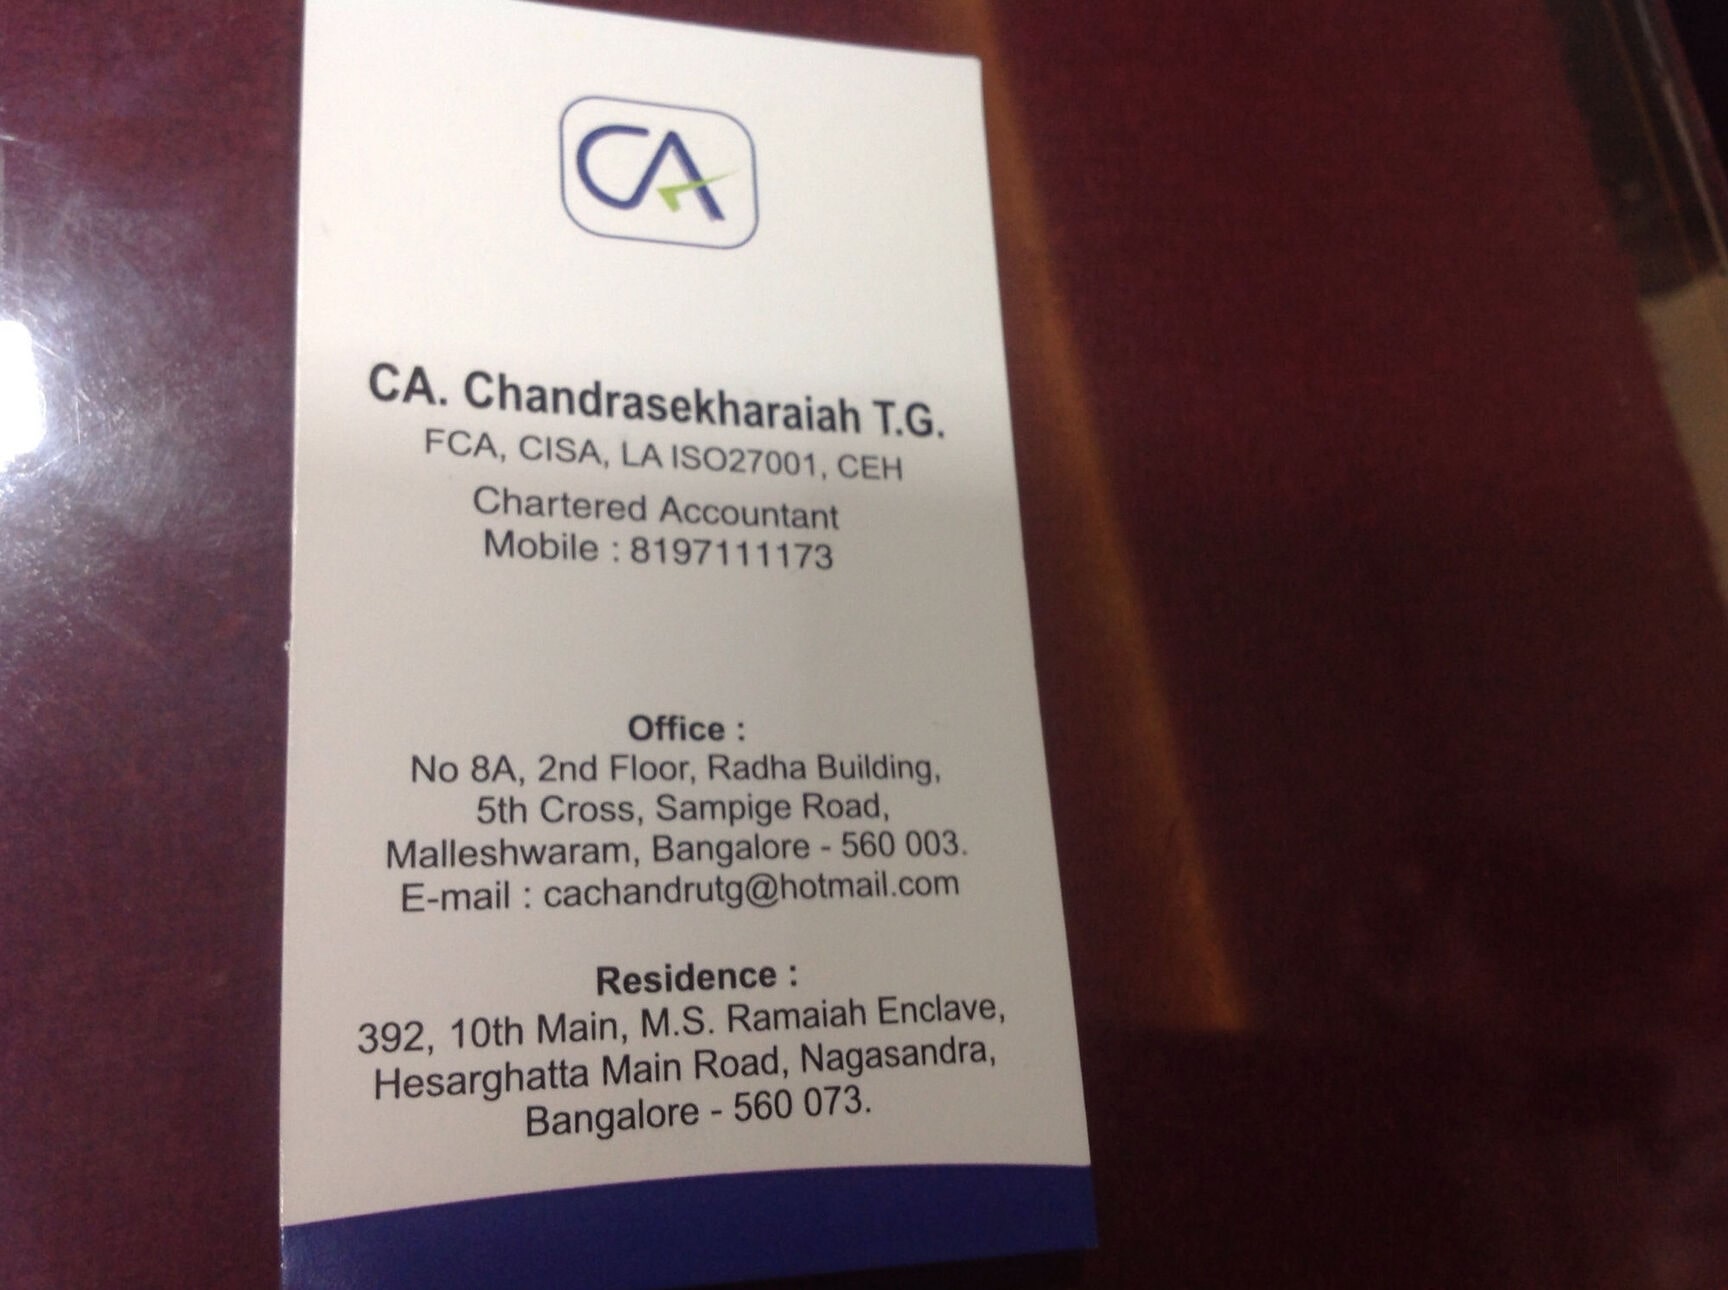 CA
CA. Chandrasekharaiah T.G.
FCA, CISA, LA ISO27001, CEH
Chartered Accountant
Mobile : 8197111173
Office :
No 8A, 2nd Floor, Radha Building,
5th Cross, Sampige Road,
Malleshwaram, Bangalore - 560 003.
E-mail : cachandrutg@hotmail.com
Residence :
392, 10th Main, M.S. Ramaiah Enclave,
Hesarghatta Main Road, Nagasandra,
Bangalore - 560 073.